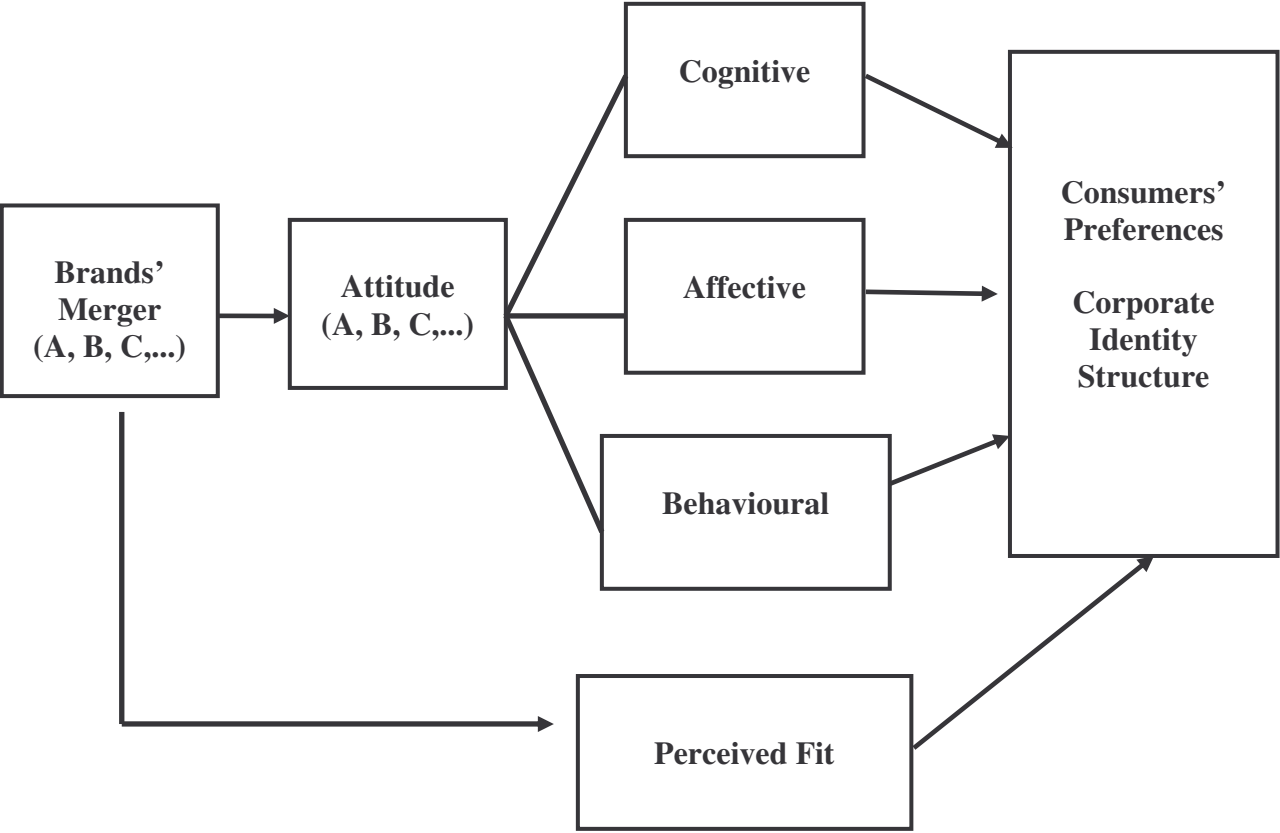 Cognitive
Consumers’
Preferences
Corporate
Identity
Structure
Brands’
Merger
(A, B, C,...)
Attitude
(A, B, C,...)
Affective
Behavioural
Perceived Fit